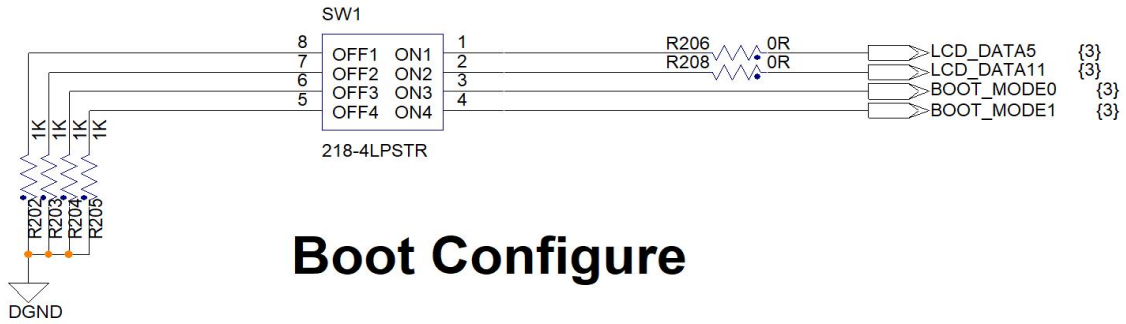 SW1
8 OFF1 ON1 1 R206 0R LCD_DATA5 {3}
7 OFF2 ON2 2 R208 0R LCD_DATA11 {3}
6 OFF3 ON3 3 BOOT_MODE0 {3}
5 OFF4 ON4 4 BOOT_MODE1 {3}
218-4LPSTR
1K 1K 1K 1K
R202 R203 R204 R205
Boot Configure
DGND